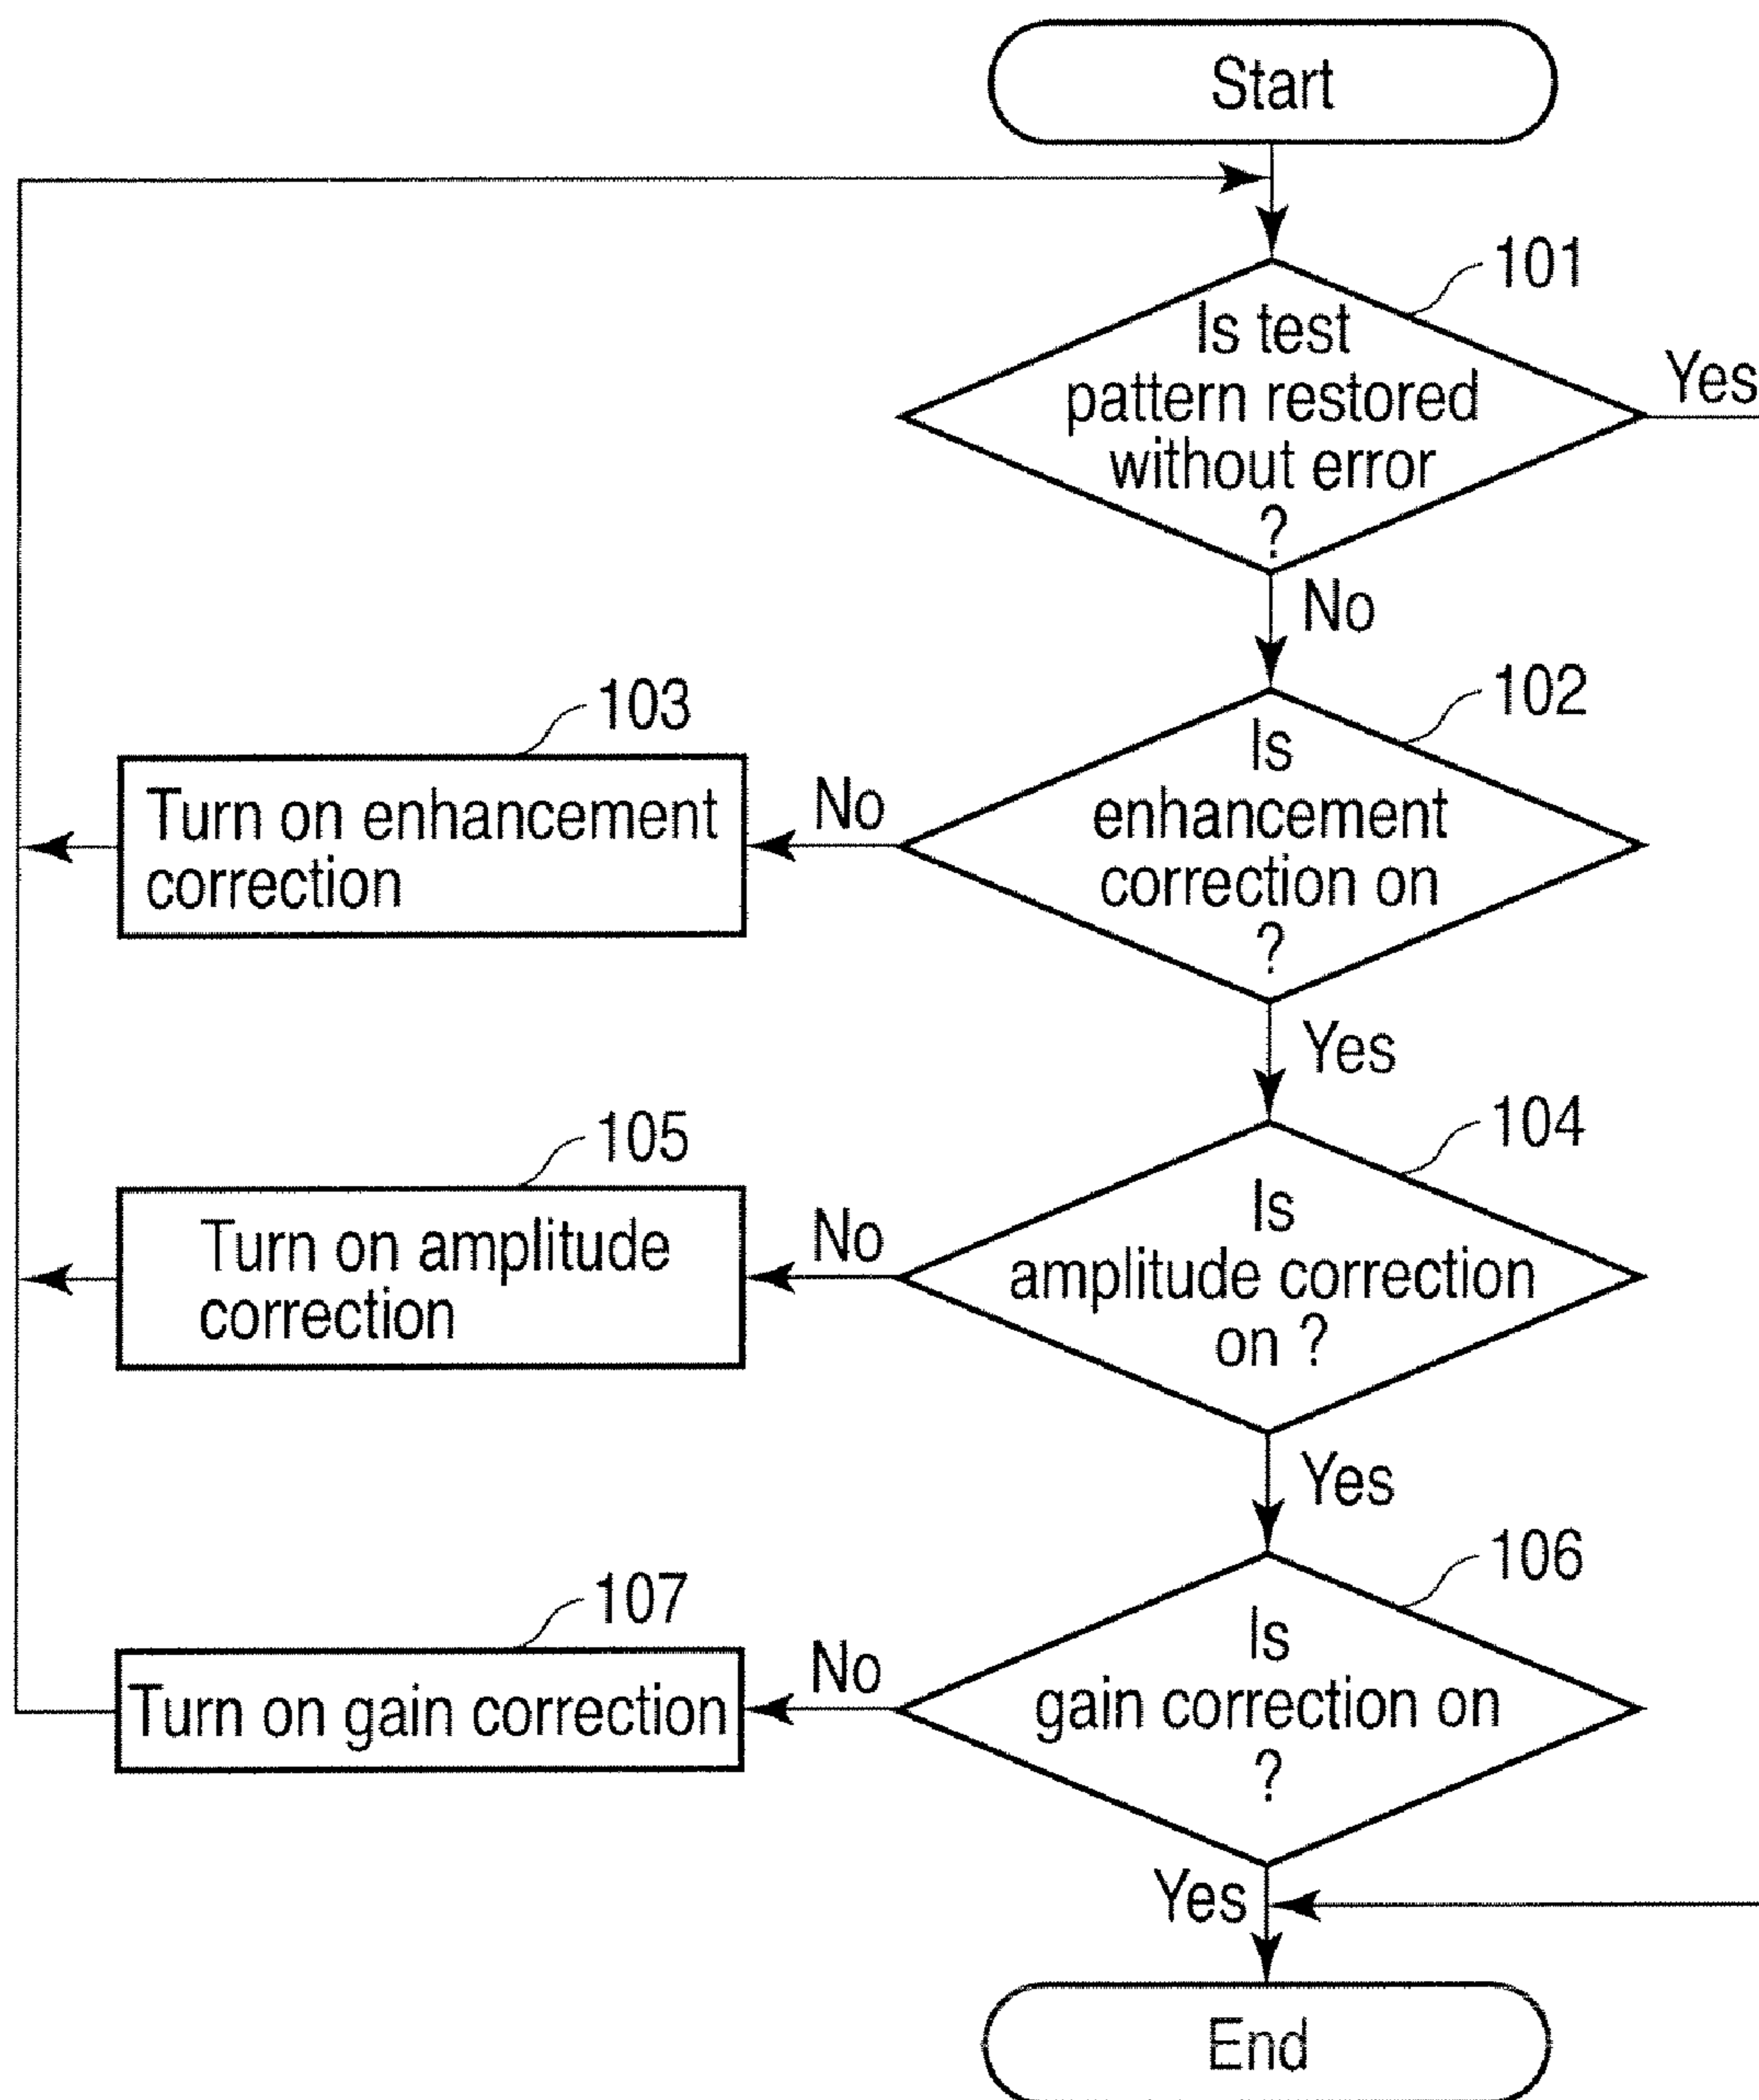 Start
101
Is test
pattern restored
without error
?
Yes
No
102
Is
enhancement
correction on
?
No
103
Turn on enhancement
correction
Yes
104
Is
amplitude correction
on ?
No
105
Turn on amplitude
correction
Yes
106
Is
gain correction on
?
No
107
Turn on gain correction
Yes
End